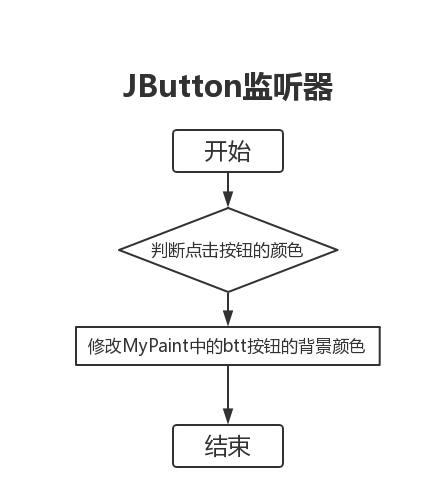 JButton监听器
开始
判断点击按钮的颜色
修改MyPaint中的btt按钮的背景颜色
结束